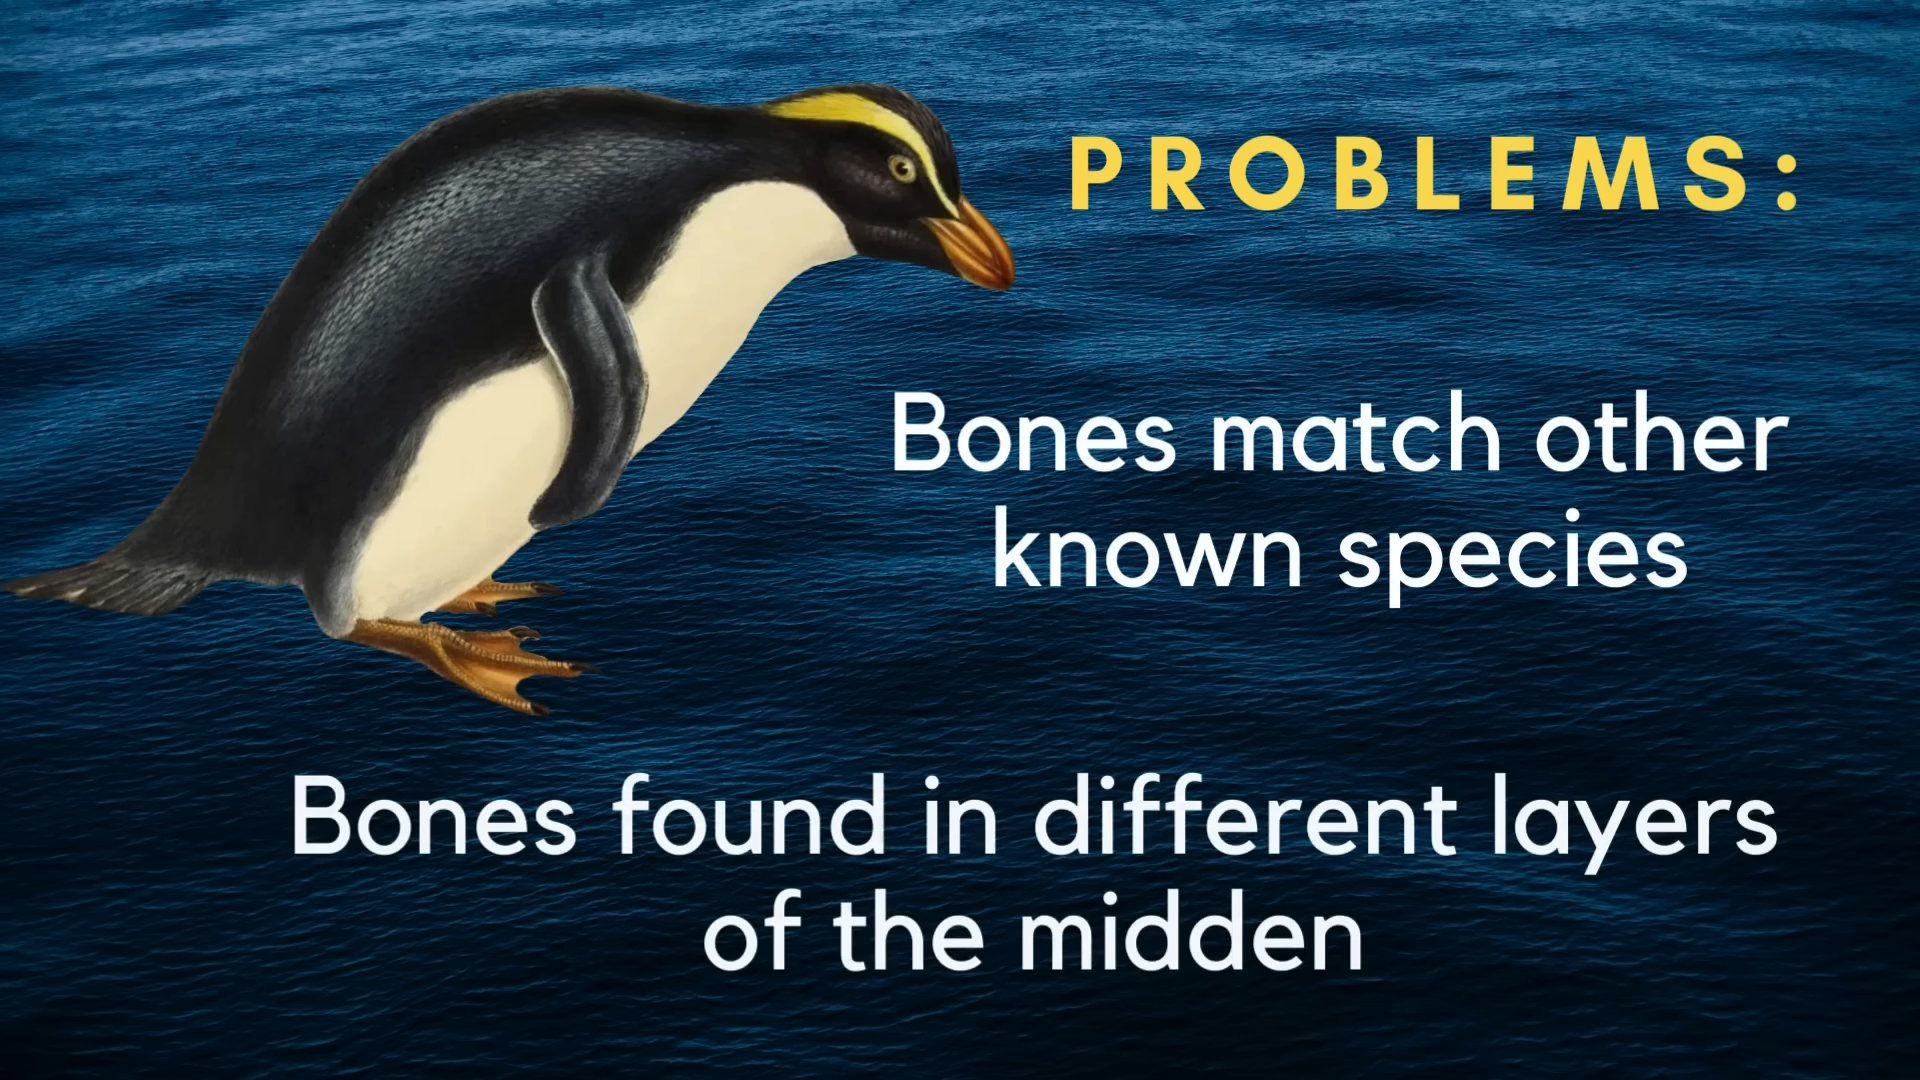 PROBLEMS:
Bones match other
known species
Bones found in different layers
of the midden